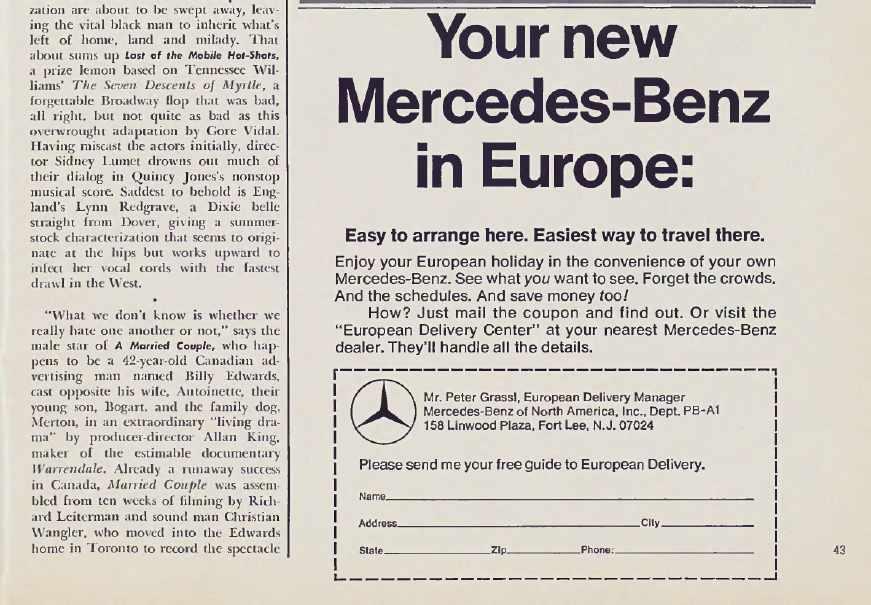 zation are about to be swept away, leav-
ing the vital black man to inherit what's
left of home, land and milady. That
about sums up Last of the Mobile Hot-Shots,
a prize lemon based on Tennessee Wil-
liams' The Seven Descents of Myrtle, a
forgettable Broadway flop that was bad,
all right, but not quite as bad as this
overwrought adaptation by Gore Vidal.
Having miscast the actors initially, direc-
tor Sidney Lumet drowns out much of
their dialog in Quincy Jones's nonstop
musical score. Saddest to behold is Eng-
land's Lynn Redgrave, a Dixie belle
straight from Dover, giving a summer-
stock characterization that seems to origi-
nate at the hips but works upward to
infect her vocal cords with the fastest
drawl in the West.
•
"What we don't know is whether we
really hate one another or not," says the
male star of A Married Couple, who hap-
pens to be a 42-year-old Canadian ad-
vertising man named Billy Edwards,
cast opposite his wife, Antoinette, their
young son, Bogart, and the family dog,
Merton, in an extraordinary "living dra-
ma" by producer-director Allan King,
maker of the estimable documentary
Warrendale. Already a runaway success
in Canada, Married Couple was assem-
bled from ten weeks of filming by Rich-
ard Leiterman and sound man Christian
Wangler, who moved into the Edwards
home in Toronto to record the spectacle
Your new
Mercedes-Benz
in Europe:
Easy to arrange here. Easiest way to travel there.
Enjoy your European holiday in the convenience of your own
Mercedes-Benz. See what you want to see. Forget the crowds.
And the schedules. And save money too!
How? Just mail the coupon and find out. Or visit the
"European Delivery Center" at your nearest Mercedes-Benz
dealer. They'll handle all the details.
Mr. Peter Grassl, European Delivery Manager
Mercedes-Benz of North America, Inc., Dept. PB-A1
158 Linwood Plaza, Fort Lee, N.J. 07024
Please send me your free guide to European Delivery.
Name
Address City
State Zip Phone:
43